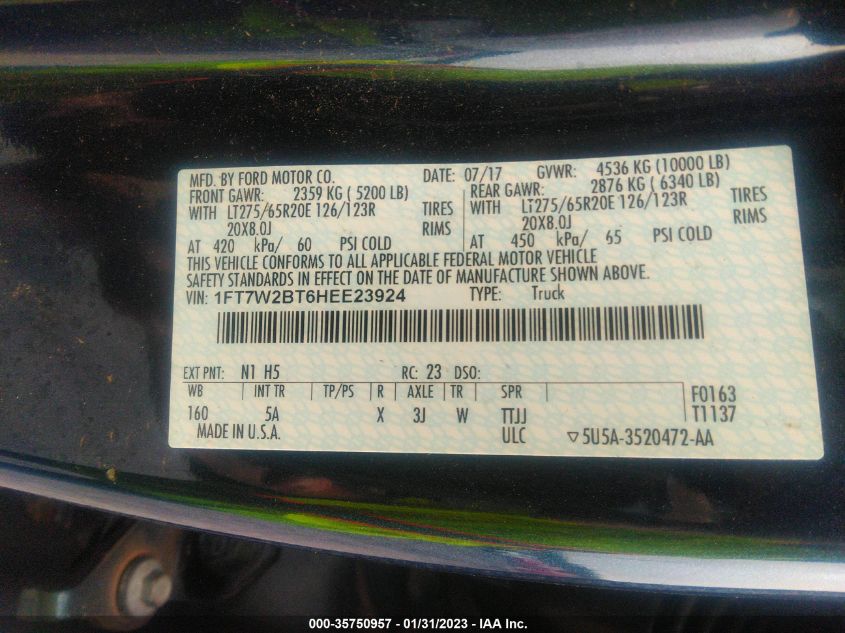 MFD. BY FORD MOTOR CO. DATE: 07/17 GVWR: 4536 KG (10000 LB)
FRONT GAWR: 2359 KG ( 5200 LB) REAR GAWR: 2876 KG ( 6340 LB)
WITH LT275/65R20E 126/123R TIRES WITH LT275/65R20E 126/123R TIRES
20X8.0J RIMS 20X8.0J RIMS
AT 420 kPa/ 60 PSI COLD AT 450 kPa/ 65 PSI COLD
THIS VEHICLE CONFORMS TO ALL APPLICABLE FEDERAL MOTOR VEHICLE
SAFETY STANDARDS IN EFFECT ON THE DATE OF MANUFACTURE SHOWN ABOVE.
VIN: 1FT7W2BT6HEE23924 TYPE: Truck
EXT PNT: N1 H5 RC: 23 DSO:
WB INT TR TP/PS R AXLE TR SPR F0163
160 5A X 3J W TTJJ T1137
MADE IN U.S.A. ULC ▽5U5A-3520472-AA
000-35750957 - 01/31/2023 - IAA Inc.